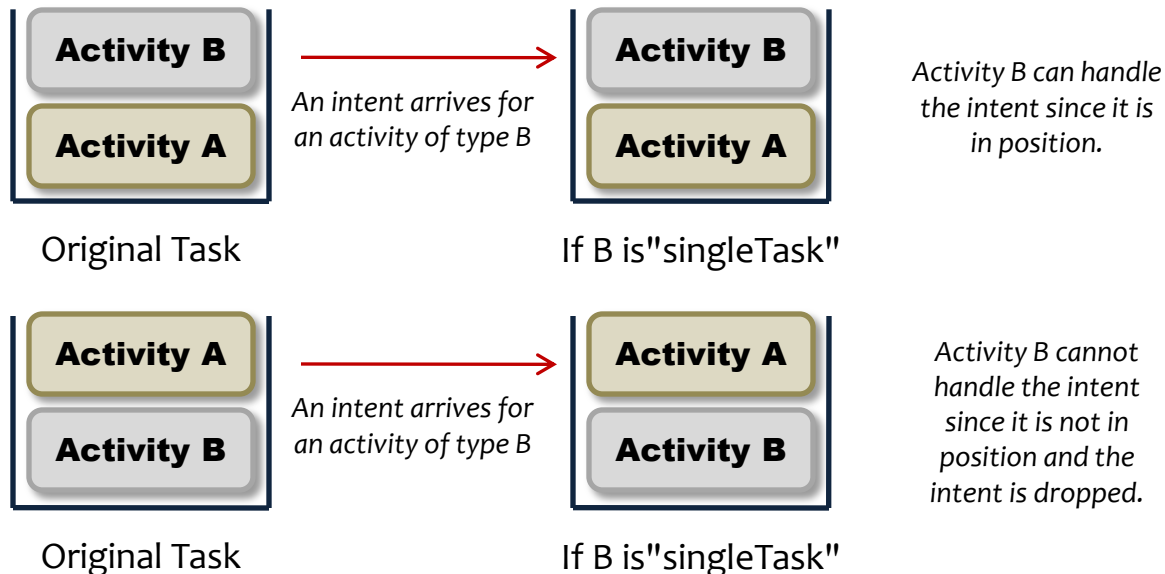 Activity B
Activity A
Original Task
An intent arrives for
an activity of type B
Activity B
Activity A
If B is"singleTask"
Activity B can handle
the intent since it is
in position.
Activity A
Activity B
Original Task
An intent arrives for
an activity of type B
Activity A
Activity B
If B is"singleTask"
Activity B cannot
handle the intent
since it is not in
position and the
intent is dropped.